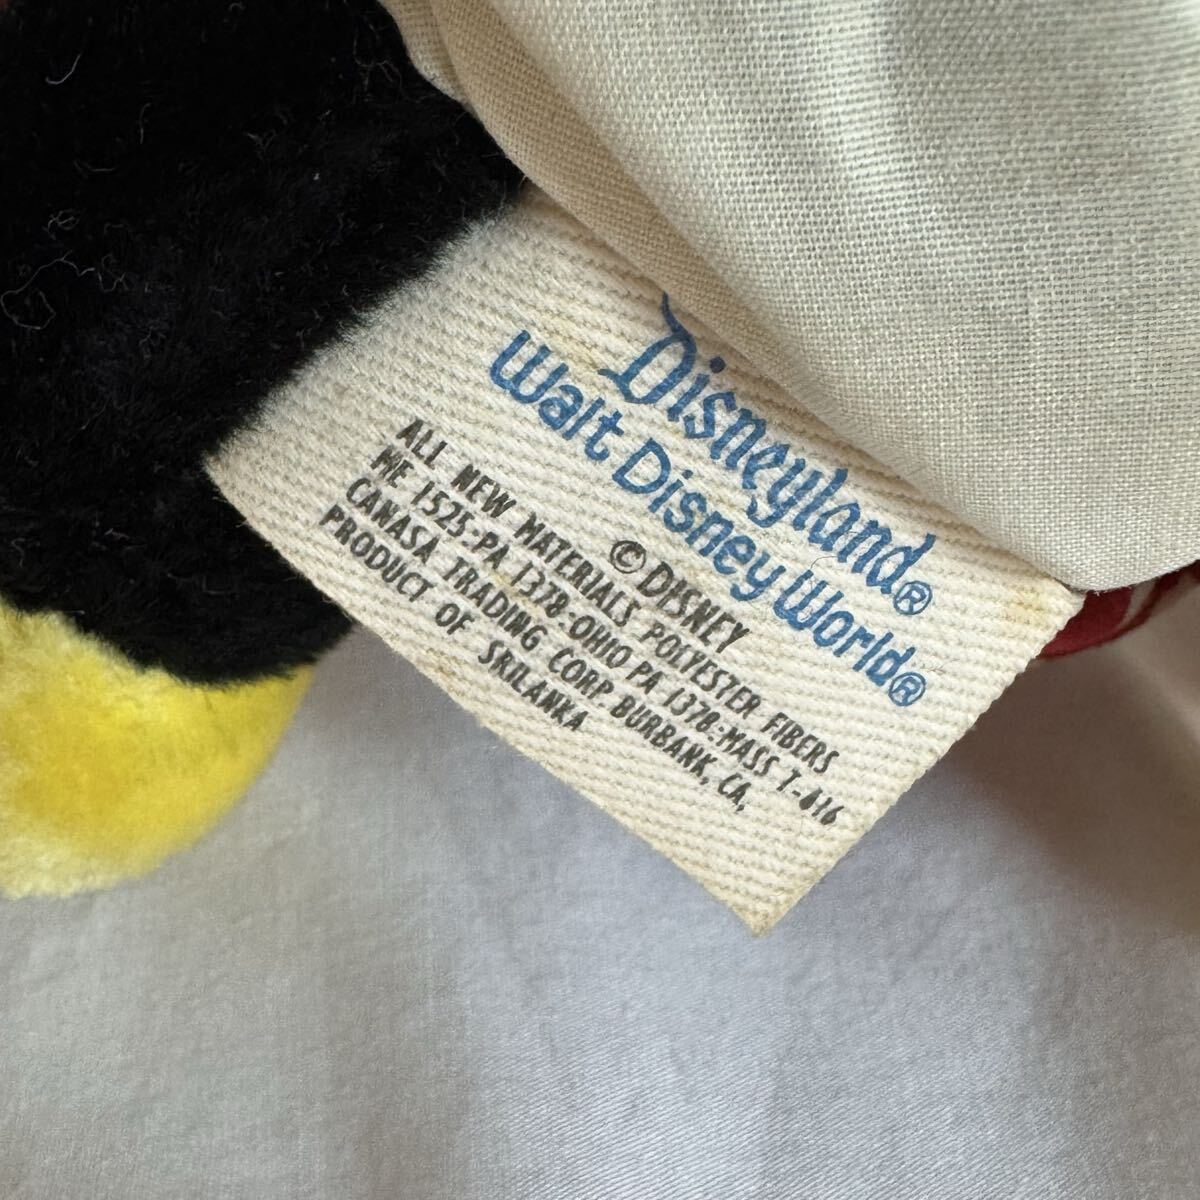 Disneyland®
Walt Disney World®
© DISNEY
ALL NEW MATERIALS POLYESTER FIBERS
ME 1525:PA 1378:OHIO PA 1378:MASS T-616
CANASA TRADING CORP BURBANK, CA,
PRODUCT OF SRILANKA